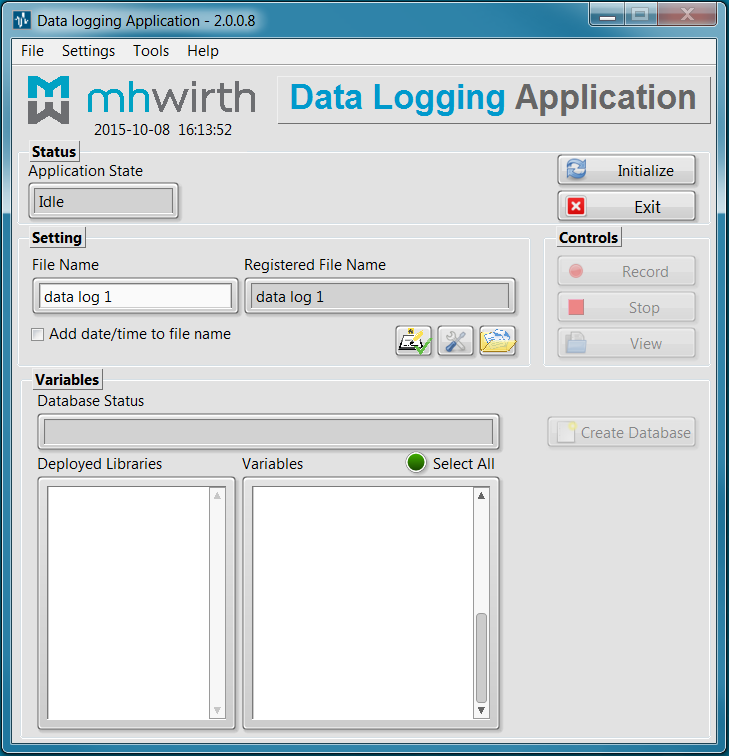 Data logging Application - 2.0.0.8
File Settings Tools Help
mhwirth
Data Logging Application
2015-10-08 16:13:52
Status
Application State
Idle
Initialize
Exit
Setting
File Name
Registered File Name
data log 1
data log 1
Add date/time to file name
Controls
Record
Stop
View
Variables
Database Status
Create Database
Deployed Libraries
Variables
Select All